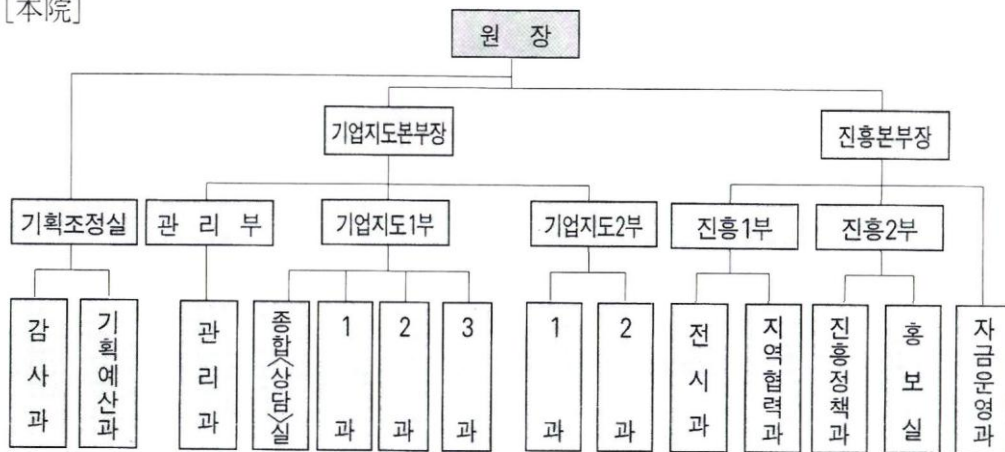 [本院]
원 장
기업지도본부장
진흥본부장
기획조정실
관 리 부
기업지도1부
기업지도2부
진흥1부
진흥2부
감사과
기획예산과
관리과
종합〈상담〉실
1과
2과
3과
1과
2과
전시과
지역협력과
진흥정책과
홍보실
자금운영과